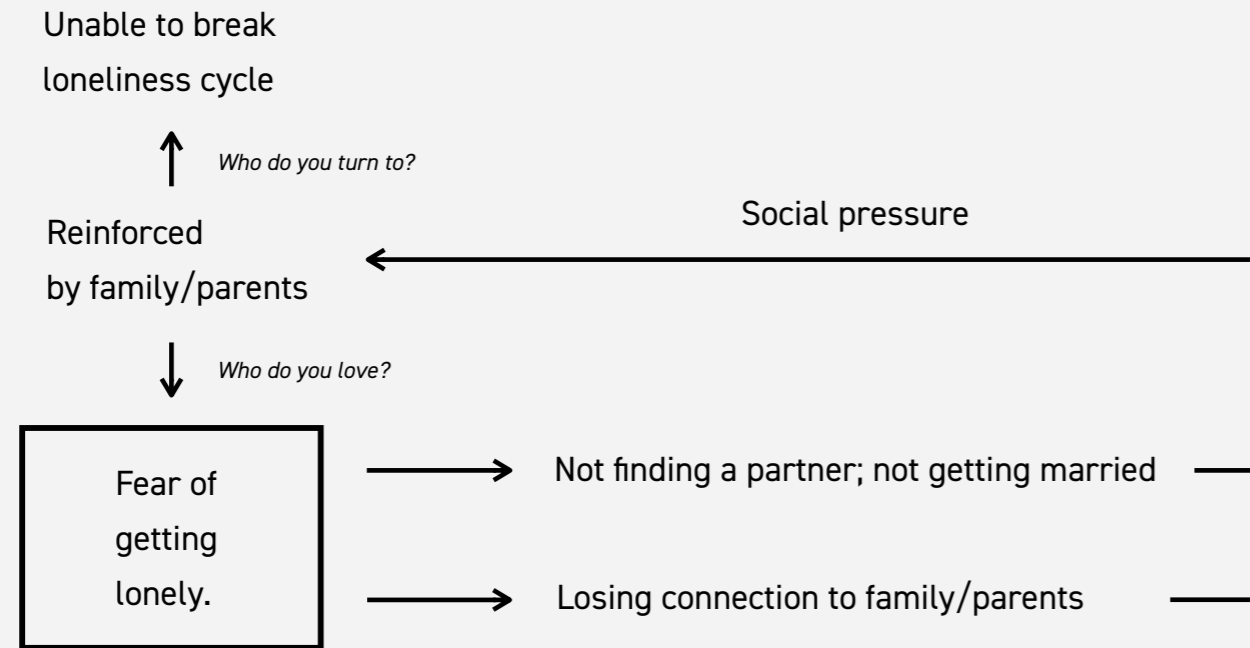 Unable to break
loneliness cycle
Who do you turn to?
Social pressure
Reinforced
by family/parents
Who do you love?
Fear of
getting
lonely.
Not finding a partner; not getting married
Losing connection to family/parents